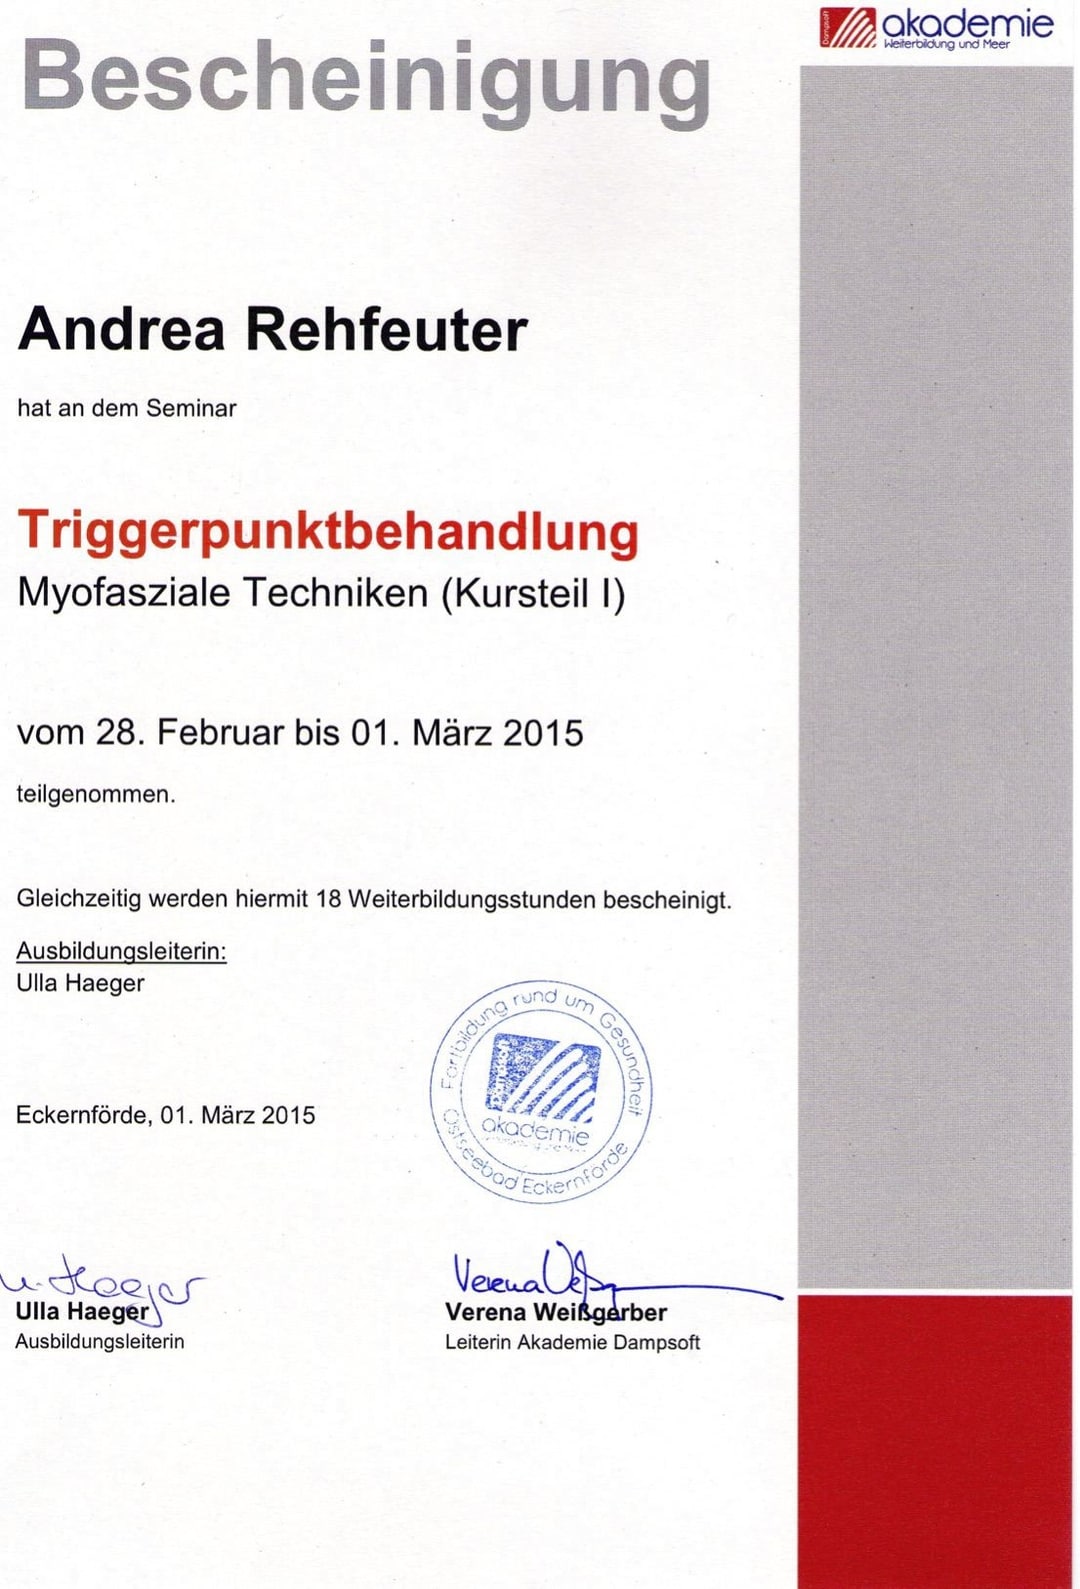 Dampsoft
akademie
Weiterbildung und Meer
Bescheinigung
Andrea Rehfeuter
hat an dem Seminar
Triggerpunktbehandlung
Myofasziale Techniken (Kursteil I)
vom 28. Februar bis 01. März 2015
teilgenommen.
Gleichzeitig werden hiermit 18 Weiterbildungsstunden bescheinigt.
Ausbildungsleiterin:
Ulla Haeger
Fortbildung rund um Gesundheit
Dampsoft
akademie
Ostseebad Eckernförde
Eckernförde, 01. März 2015
U. Haeger
Verena
Ulla Haeger
Ausbildungsleiterin
Verena Weißgerber
Leiterin Akademie Dampsoft